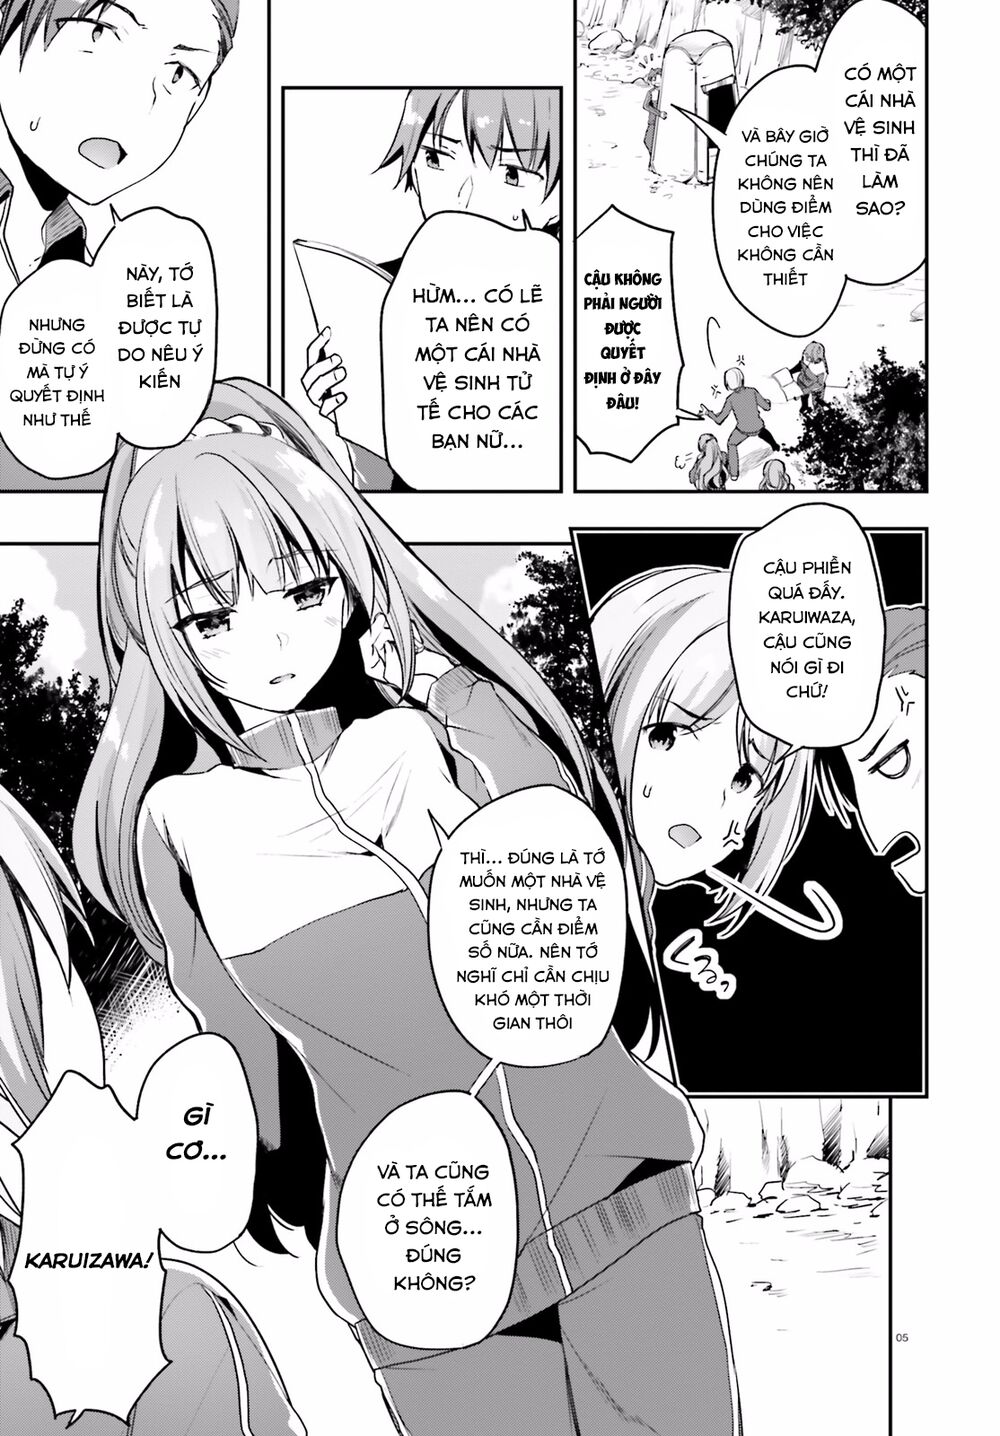 CÓ MỘT
CÁI NHÀ
VỆ SINH
THÌ ĐÃ
LÀM
SAO?
VÀ BÂY GIỜ
CHÚNG TA
KHÔNG NÊN
DÙNG ĐIỂM
CHO VIỆC
KHÔNG CẦN
THIẾT
CẬU KHÔNG
PHẢI NGƯỜI
ĐƯỢC
QUYẾT
ĐỊNH Ở ĐÂY
ĐÂU!
HỪM... CÓ LẼ
TA NÊN CÓ
MỘT CÁI NHÀ
VỆ SINH TỬ
TẾ CHO CÁC
BẠN NỮ...
NÀY, TỚ
BIẾT LÀ
ĐƯỢC TỰ
DO NÊU Ý
KIẾN
NHƯNG
ĐỪNG CÓ
MÀ TỰ Ý
QUYẾT ĐỊNH
NHƯ THẾ
CẬU PHIỀN
QUÁ ĐẤY.
KARUIWAZA,
CẬU CŨNG
NÓI GÌ ĐI
CHỨ!
THÌ... ĐÚNG LÀ TỚ
MUỐN MỘT NHÀ VỆ
SINH, NHƯNG TA
CŨNG CẦN ĐIỂM
SỐ NỮA. NÊN TỚ
NGHĨ CHỈ CẦN CHỊU
KHÓ MỘT THỜI
GIAN THÔI
VÀ TA CŨNG
CÓ THỂ TẮM
Ở SÔNG...
ĐÚNG
KHÔNG?
GÌ
CƠ...
KARUIZAWA!
05